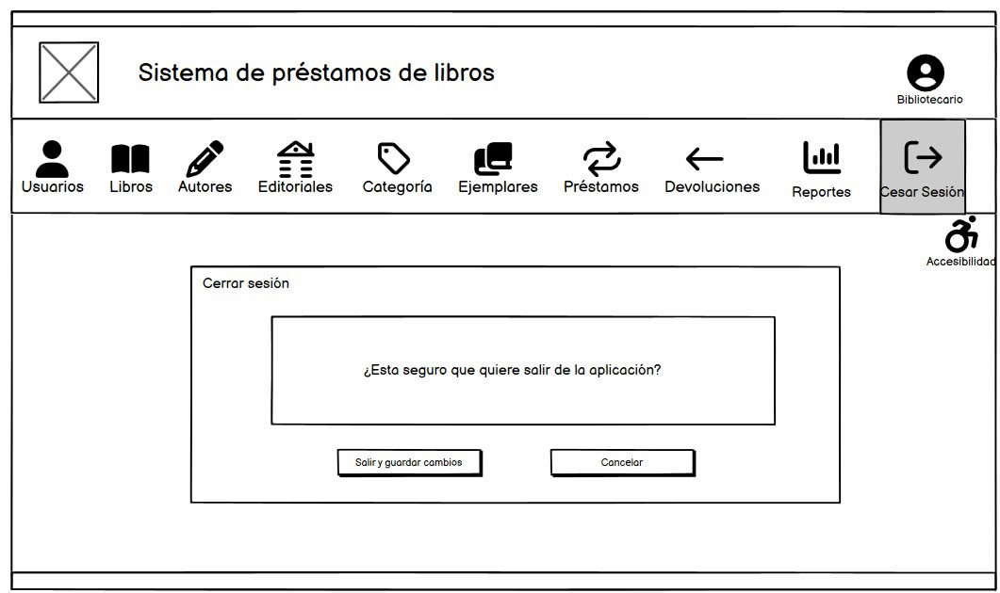 Sistema de préstamos de libros
Bibliotecario
Usuarios
Libros
Autores
Editoriales
Categoría
Ejemplares
Préstamos
Devoluciones
Reportes
Cesar Sesión
Accesibilidad
Cerrar sesión
¿Esta seguro que quiere salir de la aplicación?
Salir y guardar cambios
Cancelar